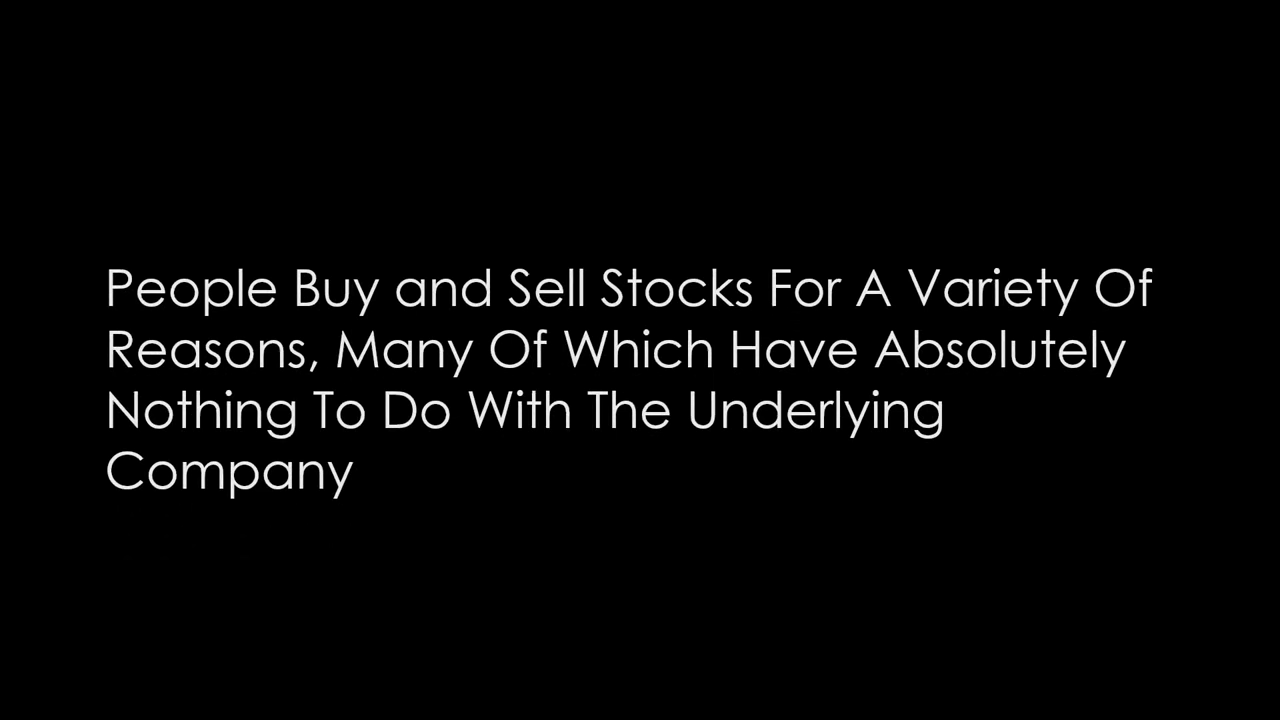 People Buy and Sell Stocks For A Variety Of
Reasons, Many Of Which Have Absolutely
Nothing To Do With The Underlying
Company